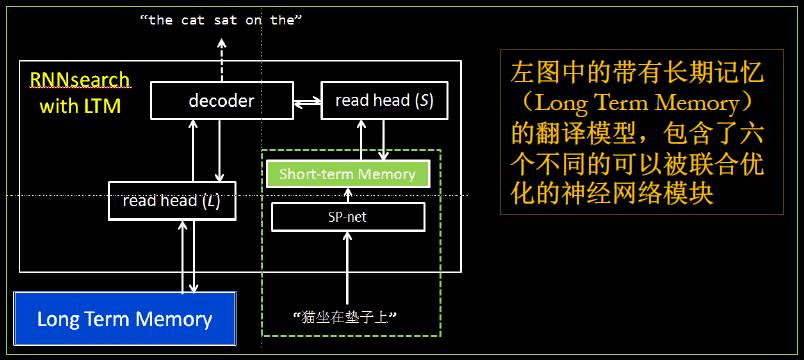 “the cat sat on the”
RNNsearch
with LTM
decoder
read head (S)
Short-term Memory
read head (L)
SP-net
Long Term Memory
“猫坐在垫子上”
左图中的带有长期记忆
（Long Term Memory）
的翻译模型，包含了六
个不同的可以被联合优
化的神经网络模块